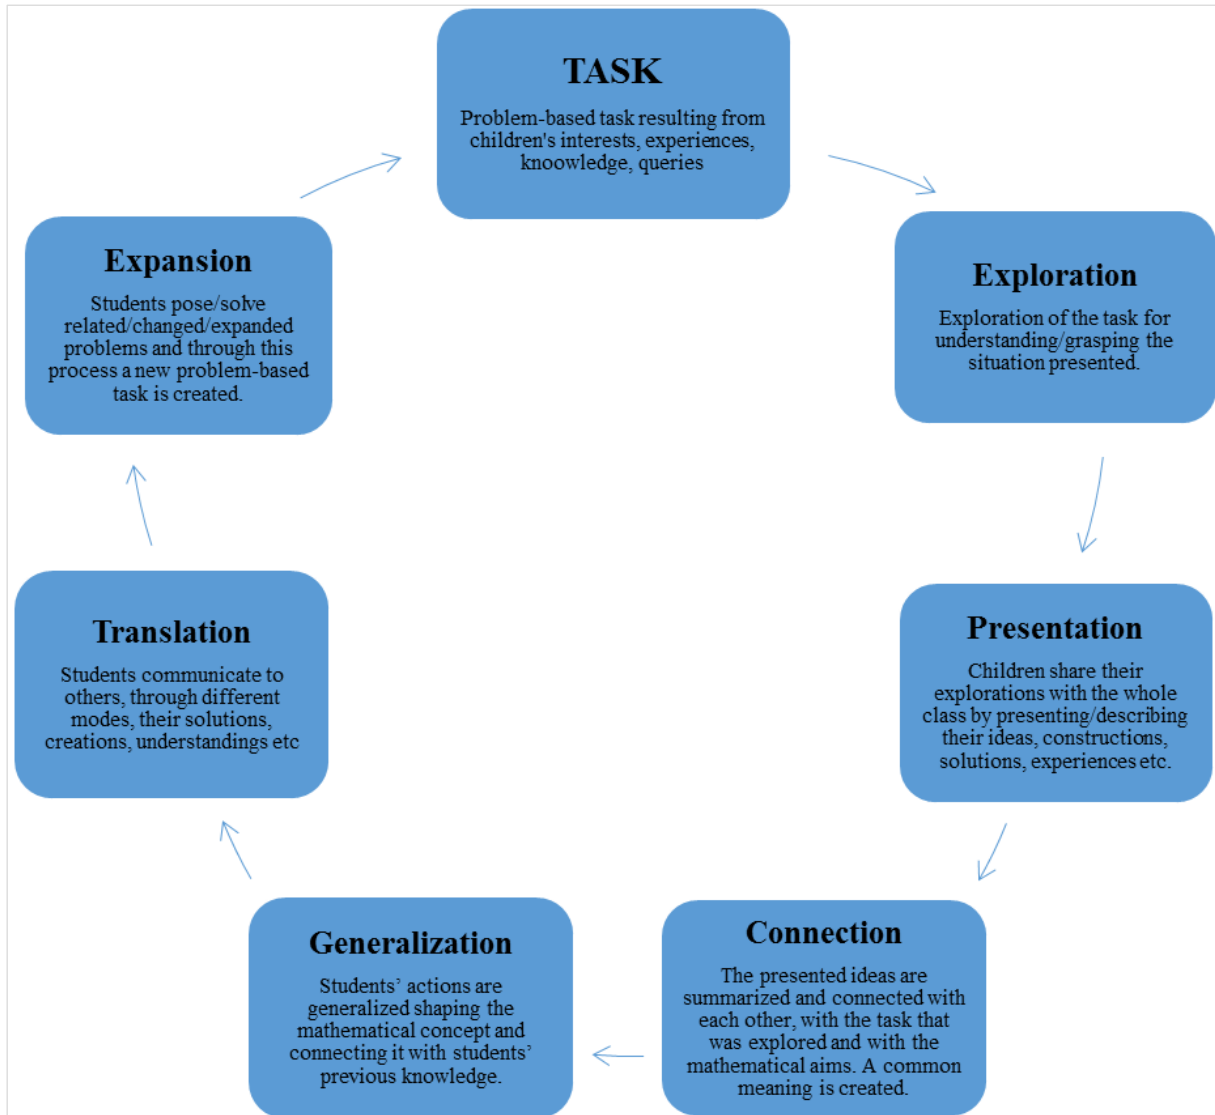 TASK
Problem-based task resulting from
children's interests, experiences,
knoowledge, queries
Exploration
Exploration of the task for
understanding/grasping the
situation presented.
Presentation
Children share their
explorations with the whole
class by presenting/describing
their ideas, constructions,
solutions, experiences etc.
Connection
The presented ideas are
summarized and connected with
each other, with the task that
was explored and with the
mathematical aims. A common
meaning is created.
Generalization
Students’ actions are
generalized shaping the
mathematical concept and
connecting it with students’
previous knowledge.
Translation
Students communicate to
others, through different
modes, their solutions,
creations, understandings etc
Expansion
Students pose/solve
related/changed/expanded
problems and through this
process a new problem-based
task is created.